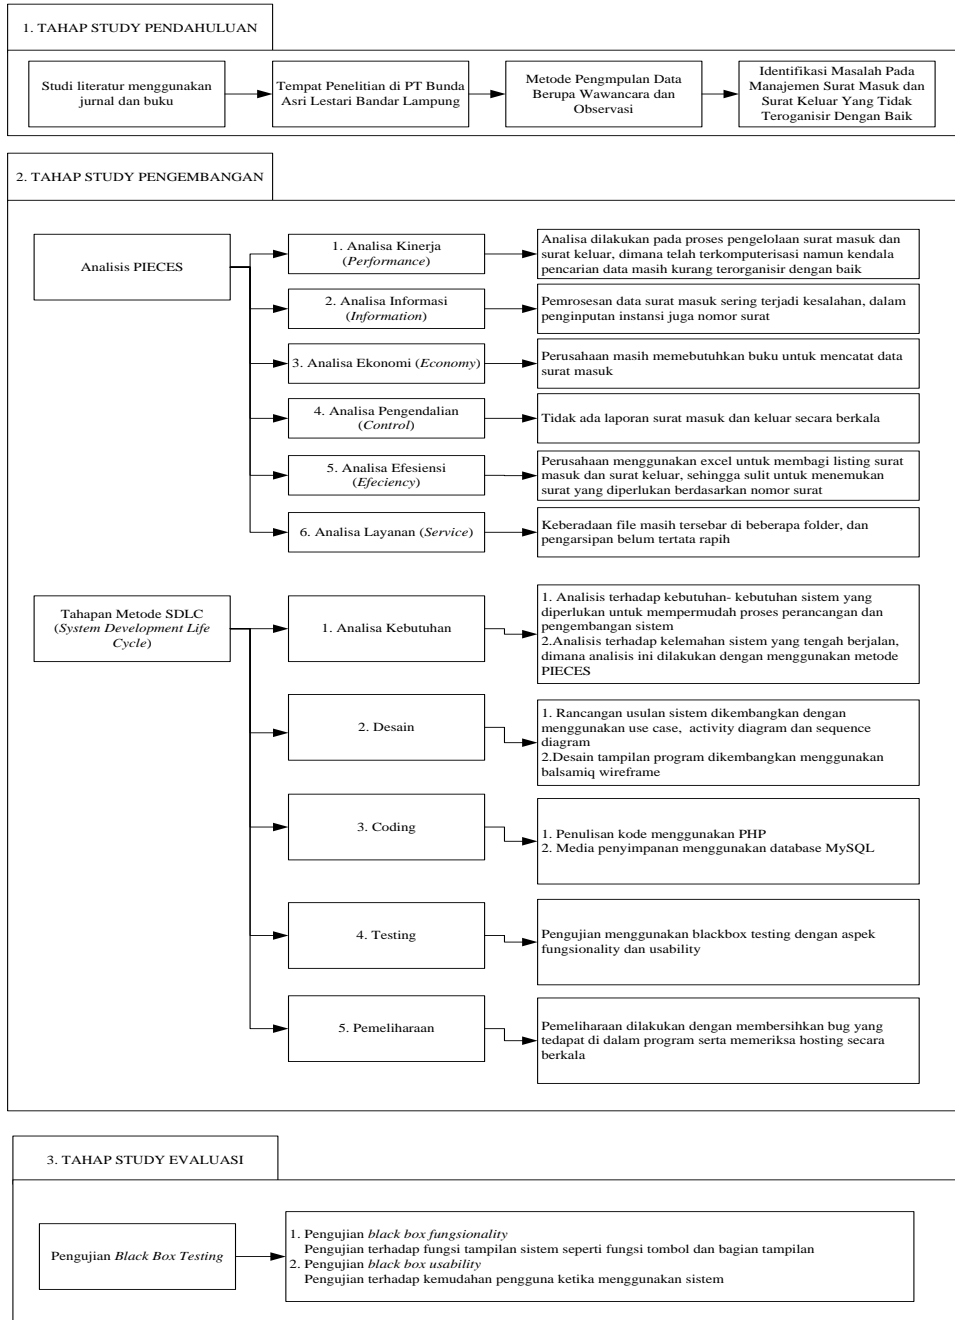 1. TAHAP STUDY PENDAHULUAN
Studi literatur menggunakan
jurnal dan buku
Tempat Penelitian di PT Bunda
Asri Lestari Bandar Lampung
Metode Pengmpulan Data
Berupa Wawancara dan
Observasi
Identifikasi Masalah Pada
Manajemen Surat Masuk dan
Surat Keluar Yang Tidak
Teroganisir Dengan Baik
2. TAHAP STUDY PENGEMBANGAN
Analisis PIECES
1. Analisa Kinerja
(Performance)
Analisa dilakukan pada proses pengelolaan surat masuk dan
surat keluar, dimana telah terkomputerisasi namun kendala
pencarian data masih kurang terorganisir dengan baik
2. Analisa Informasi
(Information)
Pemrosesan data surat masuk sering terjadi kesalahan, dalam
penginputan instansi juga nomor surat
3. Analisa Ekonomi (Economy)
Perusahaan masih memebutuhkan buku untuk mencatat data
surat masuk
4. Analisa Pengendalian
(Control)
Tidak ada laporan surat masuk dan keluar secara berkala
5. Analisa Efesiensi
(Efeciency)
Perusahaan menggunakan excel untuk membagi listing surat
masuk dan surat keluar, sehingga sulit untuk menemukan
surat yang diperlukan berdasarkan nomor surat
6. Analisa Layanan (Service)
Keberadaan file masih tersebar di beberapa folder, dan
pengarsipan belum tertata rapih
Tahapan Metode SDLC
(System Development Life
Cycle)
1. Analisa Kebutuhan
1. Analisis terhadap kebutuhan- kebutuhan sistem yang
diperlukan untuk mempermudah proses perancangan dan
pengembangan sistem
2.Analisis terhadap kelemahan sistem yang tengah berjalan,
dimana analisis ini dilakukan dengan menggunakan metode
PIECES
2. Desain
1. Rancangan usulan sistem dikembangkan dengan
menggunakan use case, activity diagram dan sequence
diagram
2.Desain tampilan program dikembangkan menggunakan
balsamiq wireframe
3. Coding
1. Penulisan kode menggunakan PHP
2. Media penyimpanan menggunakan database MySQL
4. Testing
Pengujian menggunakan blackbox testing dengan aspek
fungsionality dan usability
5. Pemeliharaan
Pemeliharaan dilakukan dengan membersihkan bug yang
tedapat di dalam program serta memeriksa hosting secara
berkala
3. TAHAP STUDY EVALUASI
Pengujian Black Box Testing
1. Pengujian black box fungsionality
Pengujian terhadap fungsi tampilan sistem seperti fungsi tombol dan bagian tampilan
2. Pengujian black box usability
Pengujian terhadap kemudahan pengguna ketika menggunakan sistem